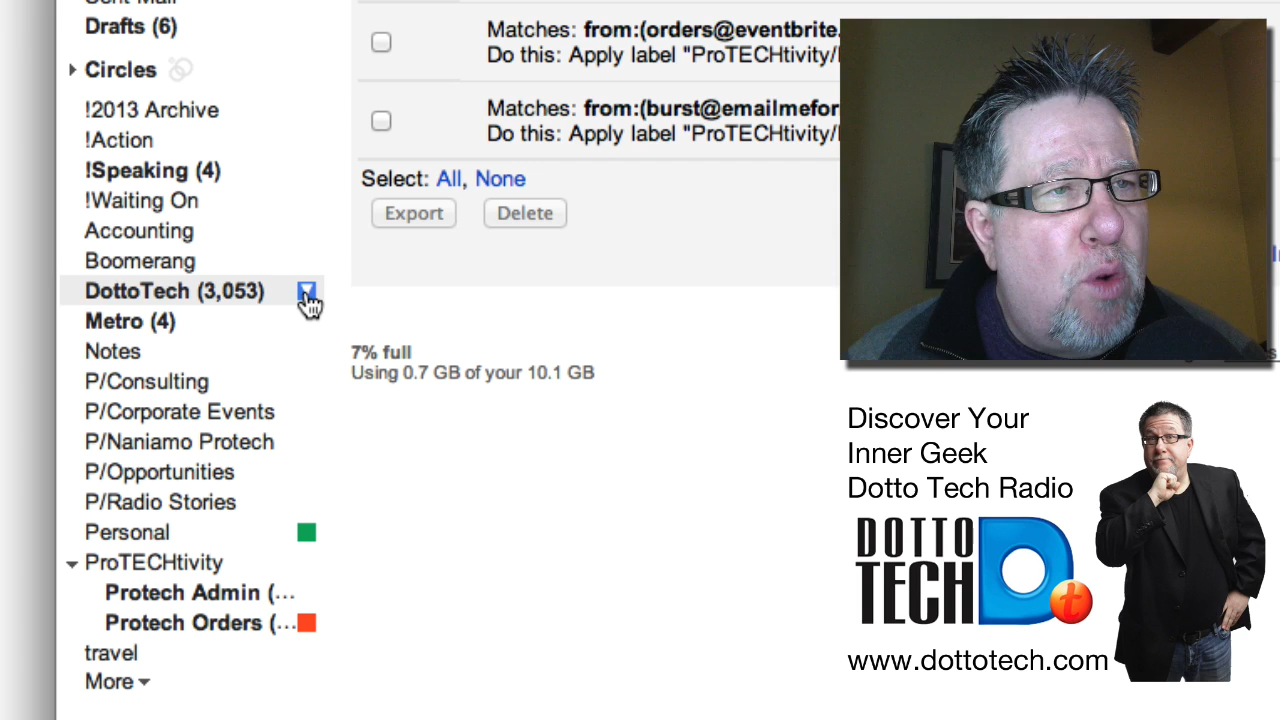 Drafts (6)
Circles
!2013 Archive
!Action
!Speaking (4)
!Waiting On
Accounting
Boomerang
DottoTech (3,053)
Metro (4)
Notes
P/Consulting
P/Corporate Events
P/Naniamo Protech
P/Opportunities
P/Radio Stories
Personal
ProTECHtivity
Protech Admin (...
Protech Orders (...
travel
More
Matches: from:(orders@eventbrite.
Do this: Apply label "ProTECHtivity/
Matches: from:(burst@emailmefor
Do this: Apply label "ProTECHtivity/
Select: All, None
Export Delete
7% full
Using 0.7 GB of your 10.1 GB
Discover Your
Inner Geek
Dotto Tech Radio
DOTTO
TECH D t
www.dottotech.com